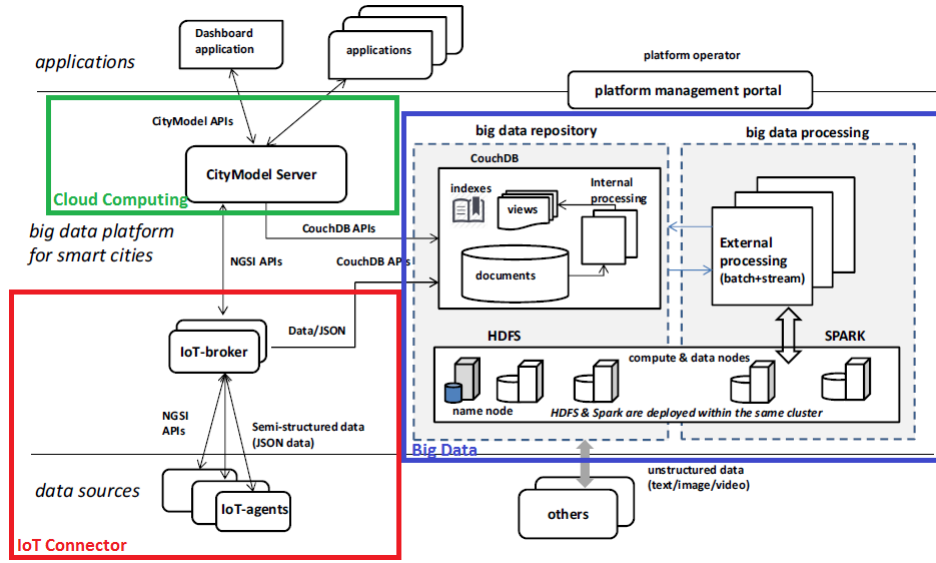 Dashboard
application
applications
applications
platform operator
platform management portal
CityModel APIs
CityModel Server
Cloud Computing
big data platform
for smart cities
CouchDB APIs
NGSI APIs
CouchDB APIs
big data repository
big data processing
CouchDB
indexes
views
Internal
processing
documents
External
processing
(batch+stream)
HDFS
SPARK
compute & data nodes
name node
HDFS & Spark are deployed within the same cluster
Big Data
IoT-broker
Data/JSON
NGSI
APIs
Semi-structured data
(JSON data)
data sources
IoT-agents
IoT Connector
unstructured data
(text/image/video)
others